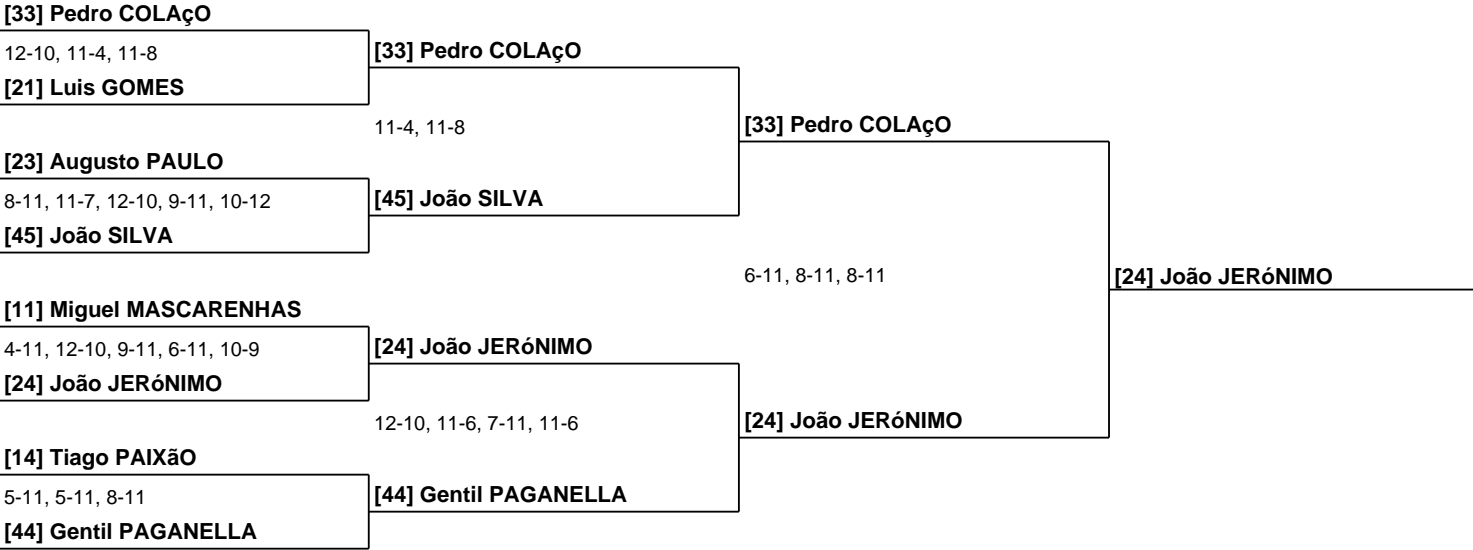 [33] Pedro COLAçO
12-10, 11-4, 11-8
[21] Luis GOMES
[33] Pedro COLAçO
11-4, 11-8
[23] Augusto PAULO
8-11, 11-7, 12-10, 9-11, 10-12
[45] João SILVA
[45] João SILVA
[33] Pedro COLAçO
6-11, 8-11, 8-11
[24] João JERóNIMO
[11] Miguel MASCARENHAS
4-11, 12-10, 9-11, 6-11, 10-9
[24] João JERóNIMO
[24] João JERóNIMO
12-10, 11-6, 7-11, 11-6
[24] João JERóNIMO
[14] Tiago PAIXãO
5-11, 5-11, 8-11
[44] Gentil PAGANELLA
[44] Gentil PAGANELLA